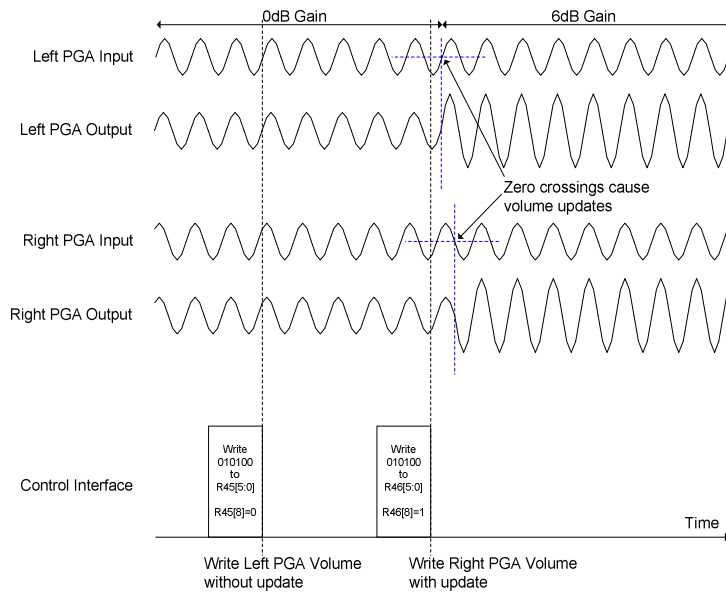 0dB Gain
6dB Gain
Left PGA Input
Left PGA Output
Zero crossings cause
volume updates
Right PGA Input
Right PGA Output
Write
010100
to
R45[5:0]
R45[8]=0
Write
010100
to
R46[5:0]
R46[8]=1
Control Interface
Time
Write Left PGA Volume
without update
Write Right PGA Volume
with update